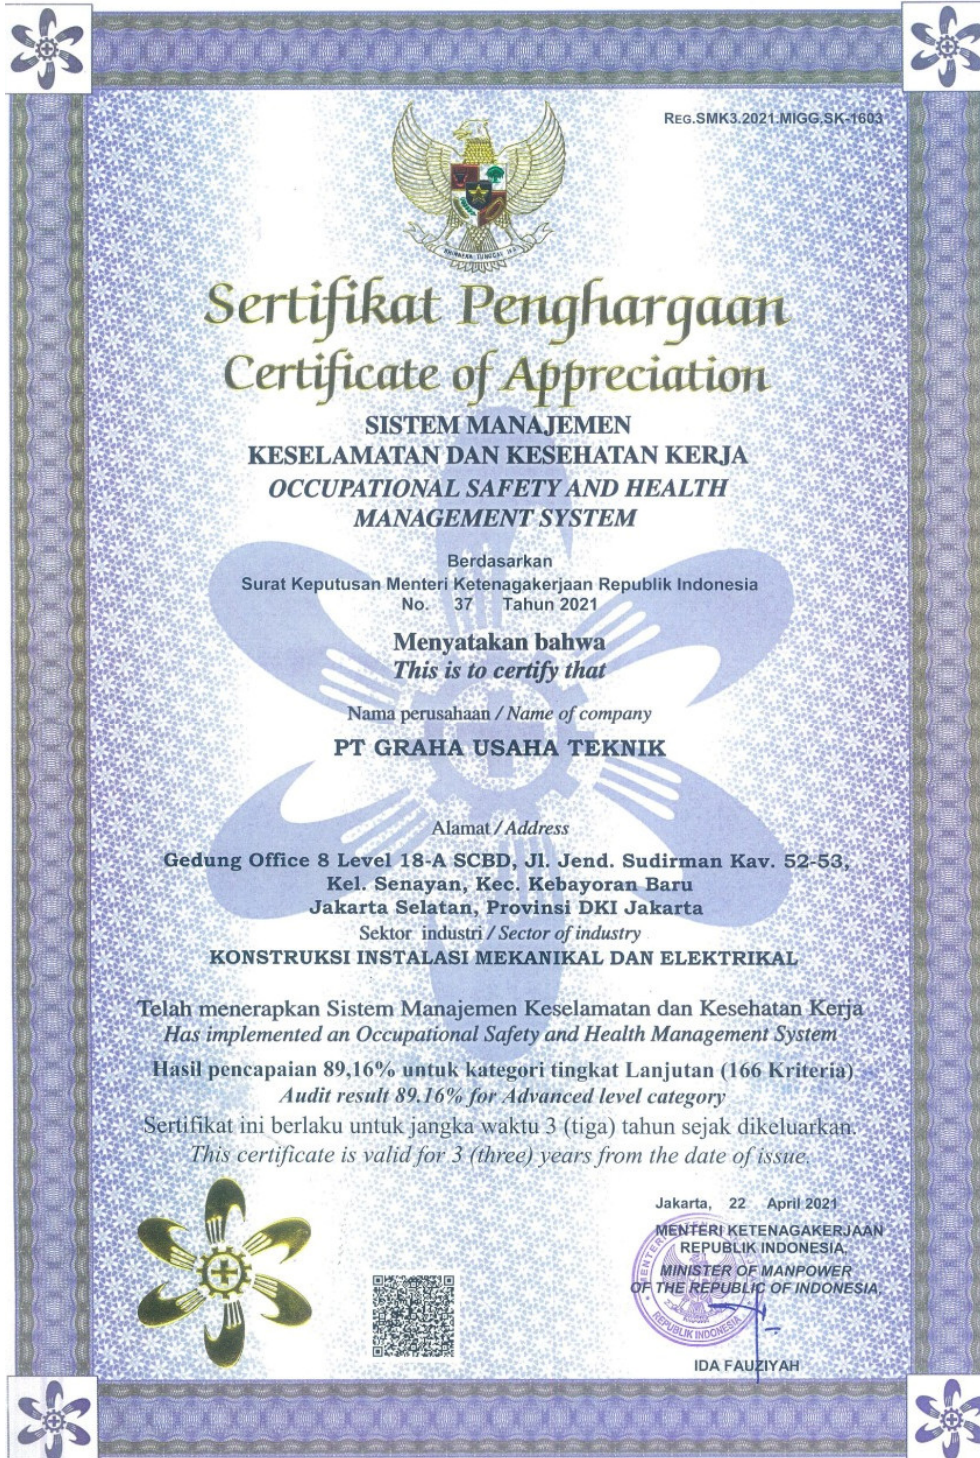 REG.SMK3.2021.MIGG.SK-1603
BHINNEKA TUNGGAL IKA
Sertifikat Penghargaan
Certificate of Appreciation
SISTEM MANAJEMEN
KESELAMATAN DAN KESEHATAN KERJA
OCCUPATIONAL SAFETY AND HEALTH
MANAGEMENT SYSTEM
Berdasarkan
Surat Keputusan Menteri Ketenagakerjaan Republik Indonesia
No. 37 Tahun 2021
Menyatakan bahwa
This is to certify that
Nama perusahaan / Name of company
PT GRAHA USAHA TEKNIK
Alamat / Address
Gedung Office 8 Level 18-A SCBD, Jl. Jend. Sudirman Kav. 52-53,
Kel. Senayan, Kec. Kebayoran Baru
Jakarta Selatan, Provinsi DKI Jakarta
Sektor industri / Sector of industry
KONSTRUKSI INSTALASI MEKANIKAL DAN ELEKTRIKAL
Telah menerapkan Sistem Manajemen Keselamatan dan Kesehatan Kerja
Has implemented an Occupational Safety and Health Management System
Hasil pencapaian 89,16% untuk kategori tingkat Lanjutan (166 Kriteria)
Audit result 89.16% for Advanced level category
Sertifikat ini berlaku untuk jangka waktu 3 (tiga) tahun sejak dikeluarkan.
This certificate is valid for 3 (three) years from the date of issue.
Jakarta, 22 April 2021
MENTERI KETENAGAKERJAAN
REPUBLIK INDONESIA,
MINISTER OF MANPOWER
OF THE REPUBLIC OF INDONESIA,
REPUBLIK INDONESIA
IDA FAUZIYAH